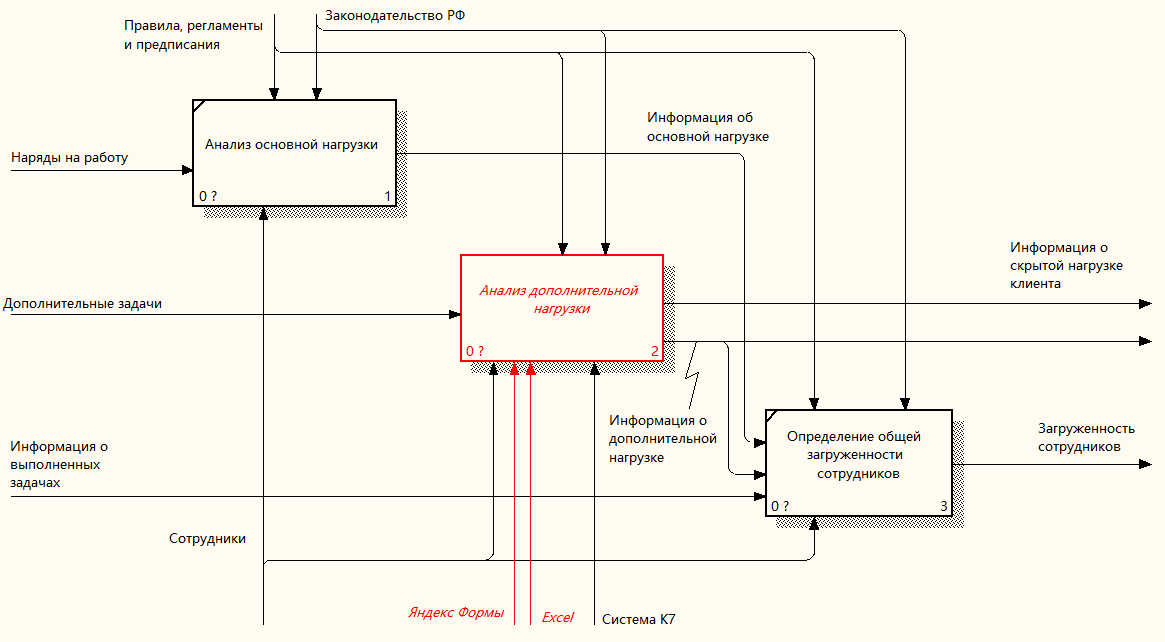 Законодательство РФ
Правила, регламенты
и предписания
Информация об
основной нагрузке
Анализ основной нагрузки
Наряды на работу
0 ?
1
Информация о
скрытой нагрузке
клиента
Анализ дополнительной
нагрузки
Дополнительные задачи
0 ?
2
Информация о
дополнительной
нагрузке
Загруженность
сотрудников
Определение общей
загруженности
сотрудников
Информация о
выполненных
задачах
0 ?
3
Сотрудники
Яндекс Формы
Excel
Система К7